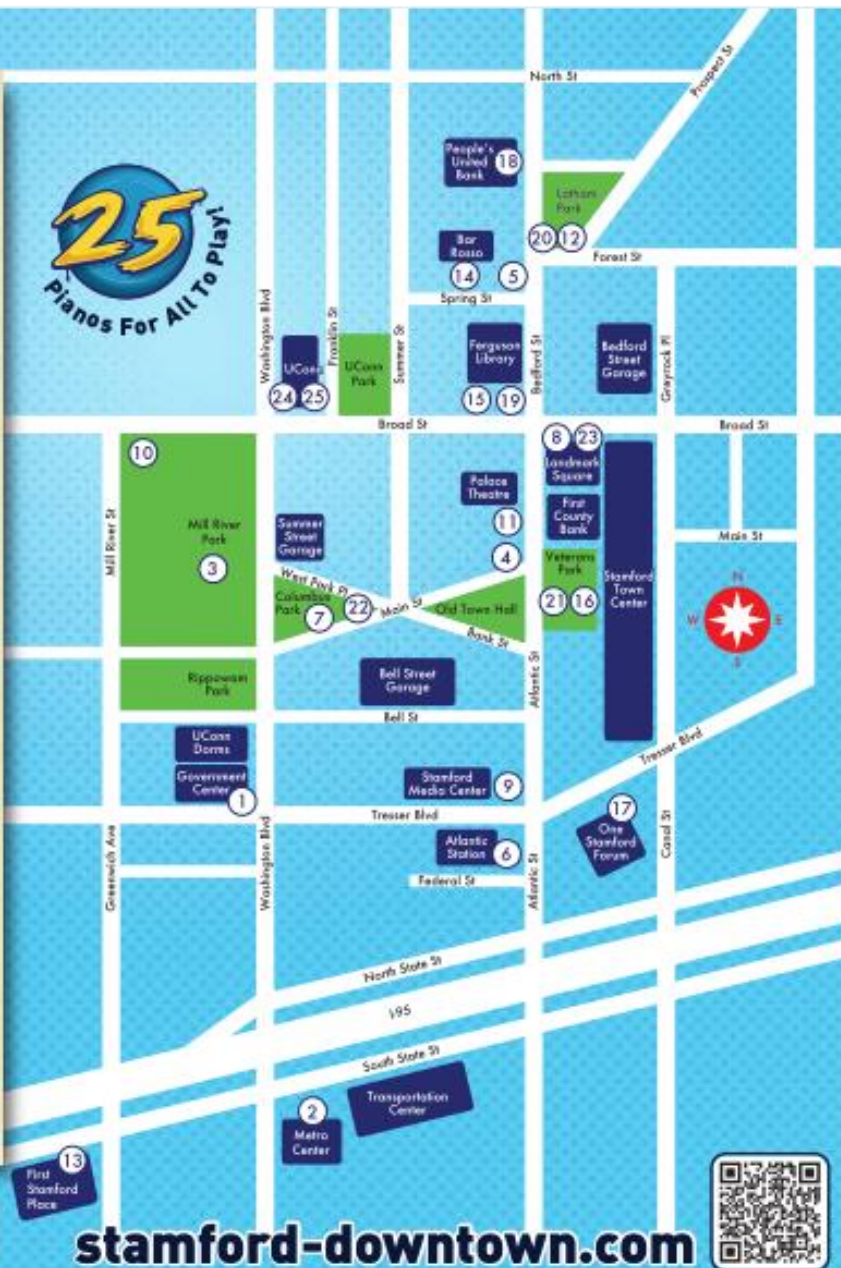 North St
Prospect St
People's
United
Bank
18
25
Pianos For All To Play!
Latham
Park
20
12
Bar
Rosso
14
5
Forest St
Spring St
Washington Blvd
Franklin St
Summer St
Bedford St
Greyrock Pl
UConn
24
25
UConn
Park
Ferguson
Library
15
19
Bedford
Street
Garage
Broad St
Broad St
10
8
23
Landmark
Square
Palace
Theatre
11
First
County
Bank
Mill River St
Mill River
Park
3
Summer
Street
Garage
4
Main St
Veterans
Park
21
16
Stamford
Town
Center
N
W
E
S
West Park Pl
Columbus
Park
7
22
Main St
Old Town Hall
Bank St
Rippowam
Park
Bell Street
Garage
Atlantic St
Bell St
UConn
Dorms
Government
Center
1
Stamford
Media Center
9
Tresser Blvd
Tresser Blvd
17
One
Stamford
Forum
Atlantic
Station
6
Federal St
Greenwich Ave
Washington Blvd
Atlantic St
Canal St
North State St
I-95
South State St
Transportation
Center
2
Metro
Center
13
First
Stamford
Place
stamford-downtown.com